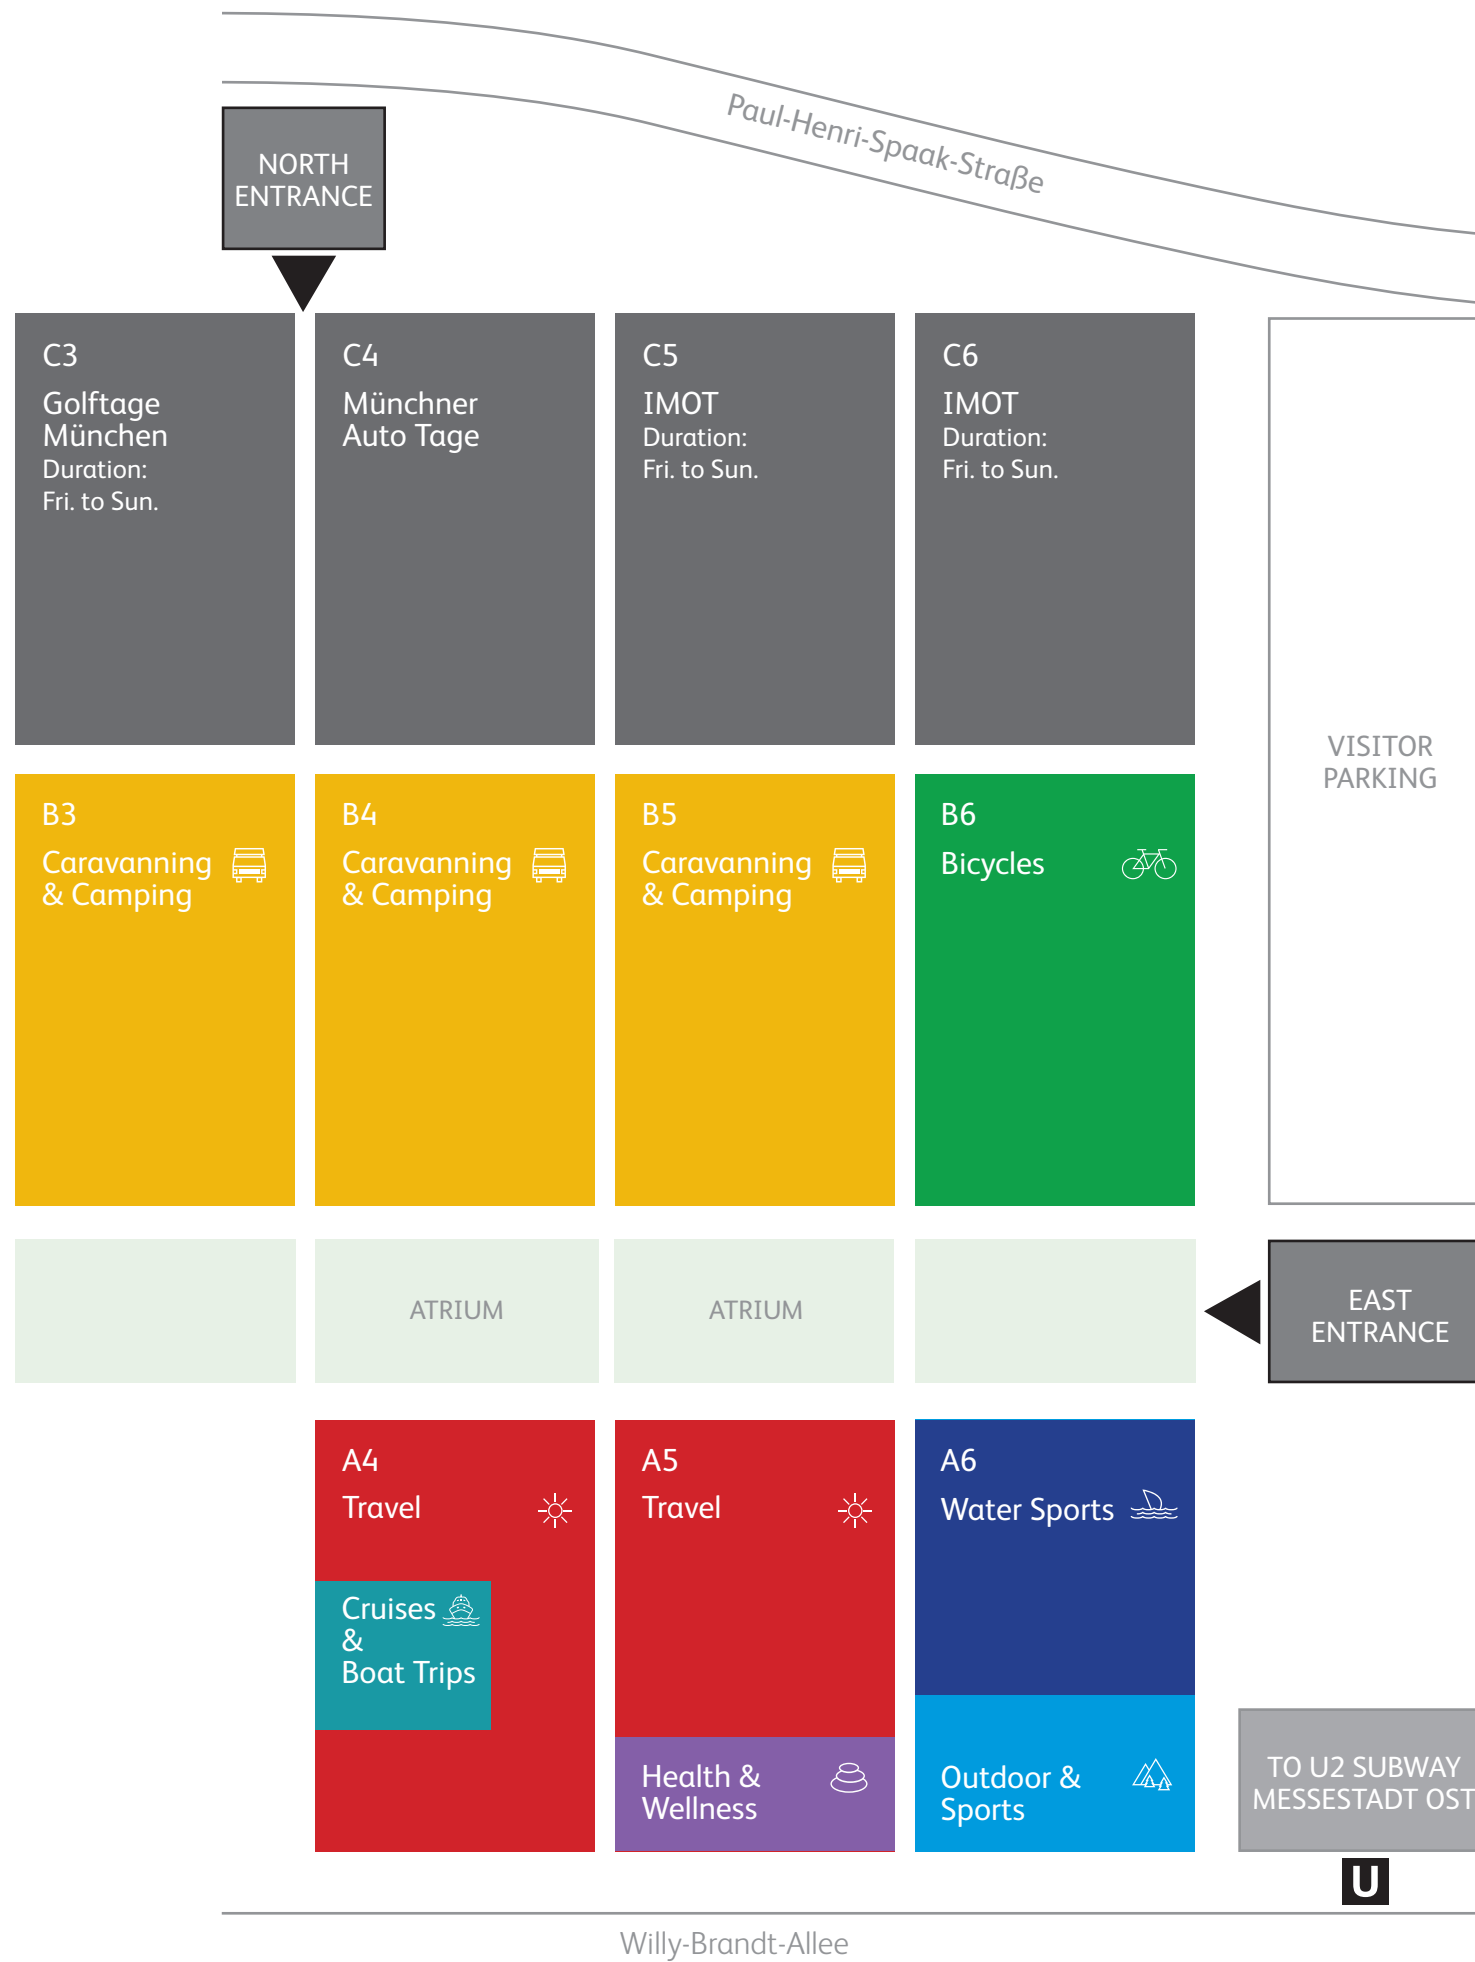 Paul-Henri-Spaak-Straße
NORTH
ENTRANCE
C3
Golftage
München
Duration:
Fri. to Sun.
C4
Münchner
Auto Tage
C5
IMOT
Duration:
Fri. to Sun.
C6
IMOT
Duration:
Fri. to Sun.
VISITOR
PARKING
B3
Caravanning
& Camping
B4
Caravanning
& Camping
B5
Caravanning
& Camping
B6
Bicycles
ATRIUM
ATRIUM
EAST
ENTRANCE
A4
Travel
Cruises
&
Boat Trips
A5
Travel
Health &
Wellness
A6
Water Sports
Outdoor &
Sports
TO U2 SUBWAY
MESSESTADT OST
U
Willy-Brandt-Allee